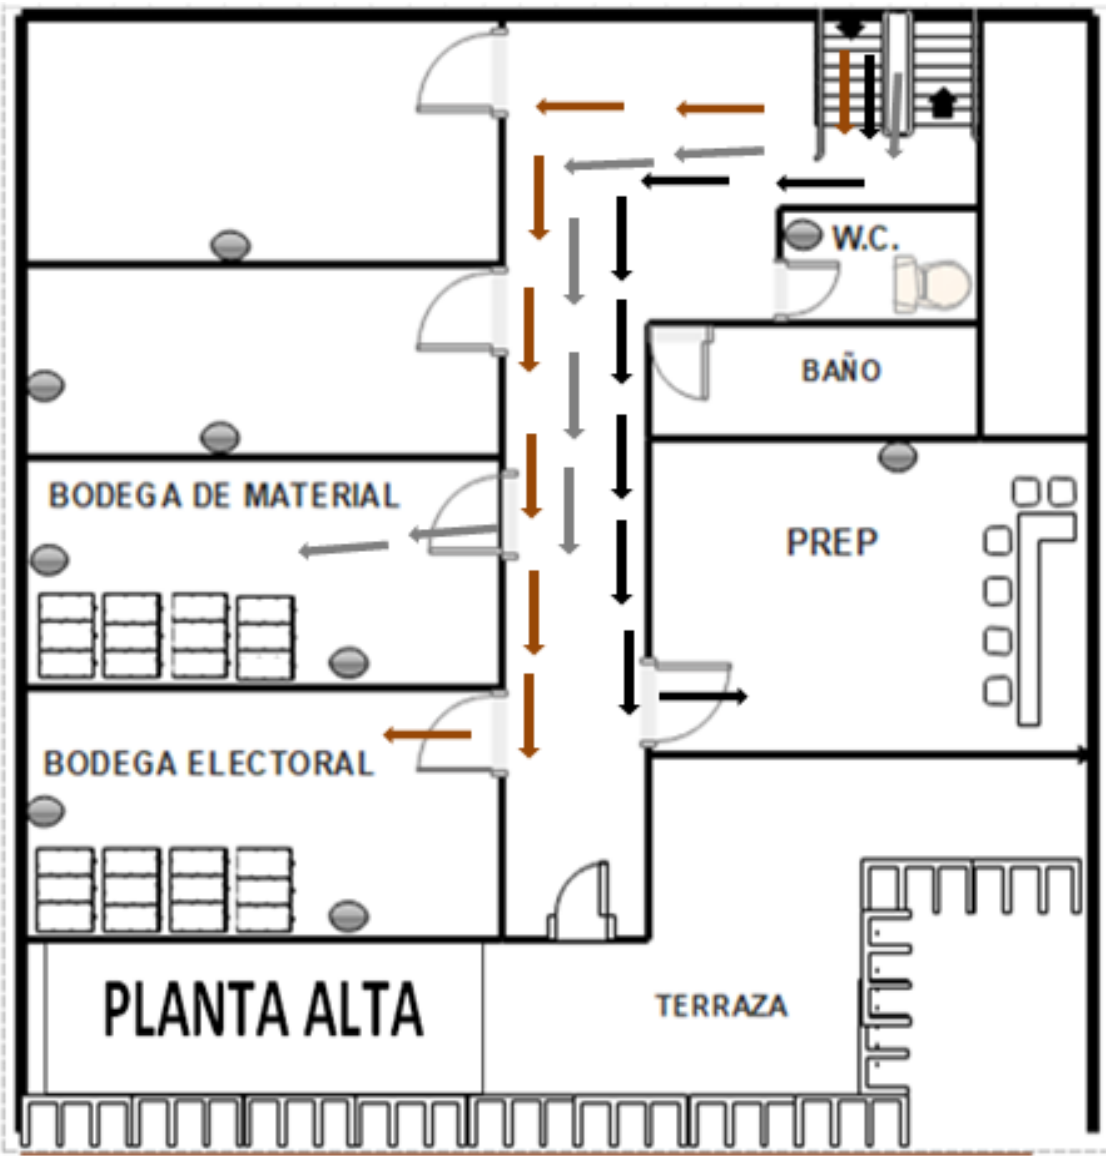 W.C.
BAÑO
BODEGA DE MATERIAL
PREP
BODEGA ELECTORAL
PLANTA ALTA
TERRAZA